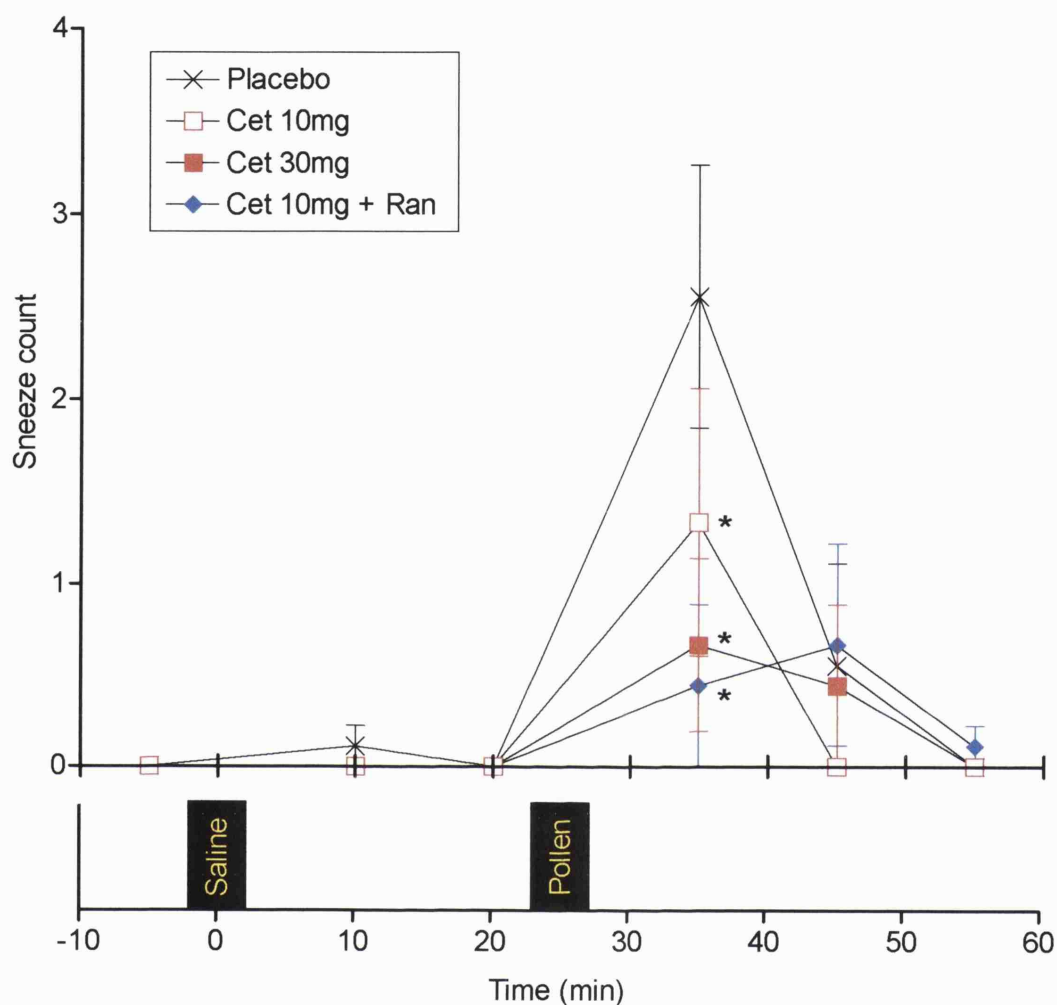 4
3
2
1
0
Sneeze count
Placebo
Cet 10mg
Cet 30mg
Cet 10mg + Ran
*
*
*
Saline
Pollen
-10
0
10
20
30
40
50
60
Time (min)